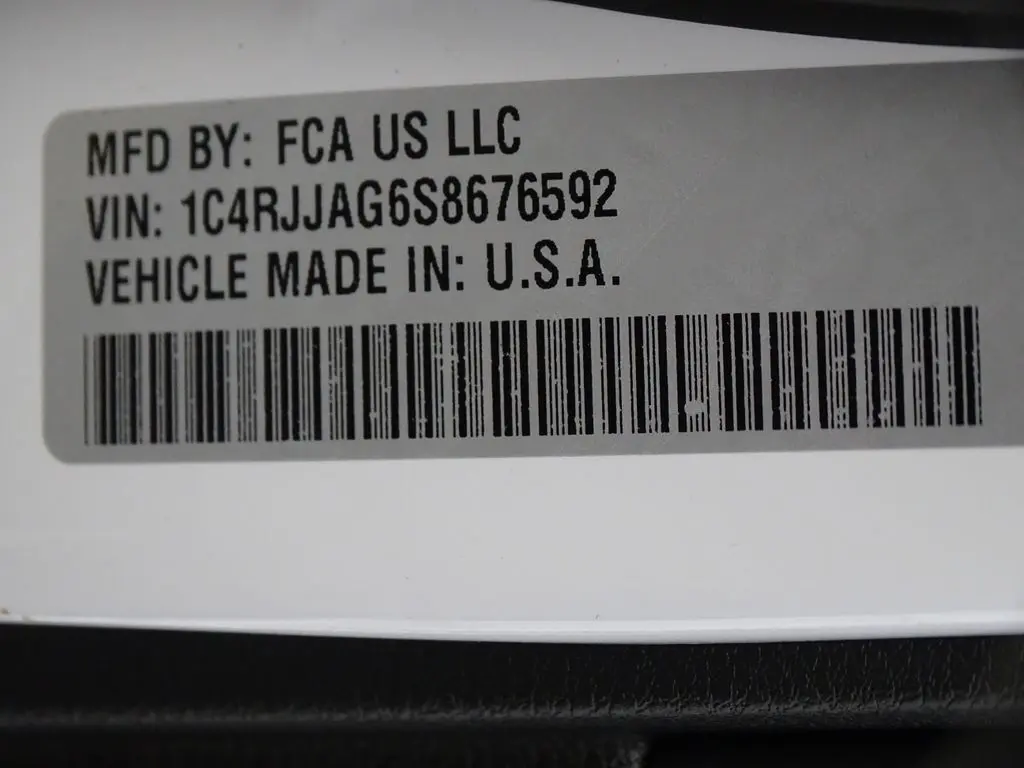 MFD BY: FCA US LLC
VIN: 1C4RJJAG6S8676592
VEHICLE MADE IN: U.S.A.